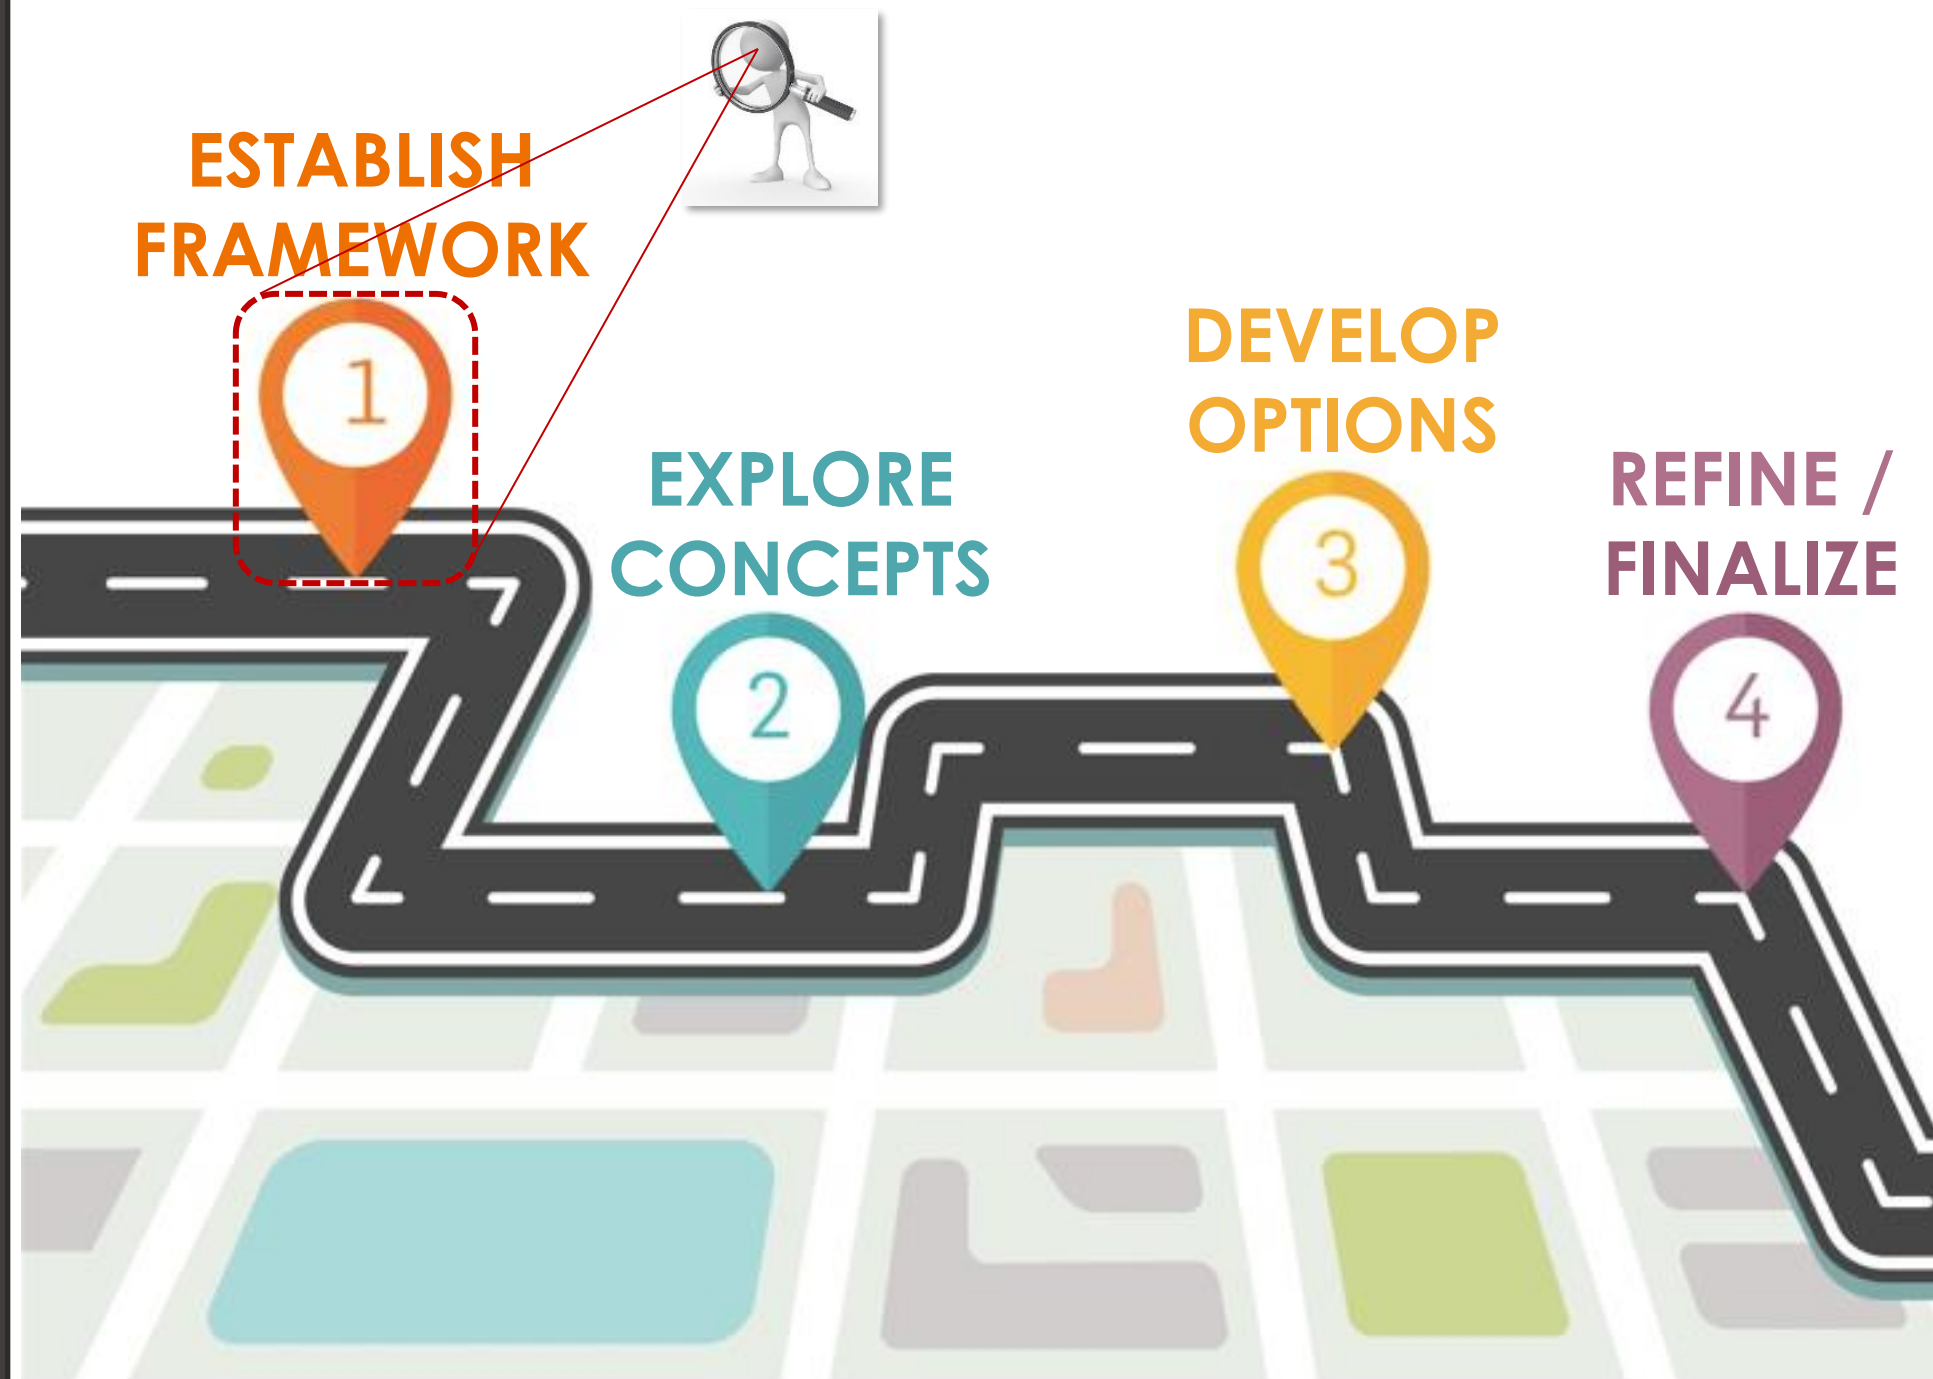 ESTABLISH
FRAMEWORK
1
EXPLORE
CONCEPTS
2
DEVELOP
OPTIONS
3
REFINE /
FINALIZE
4